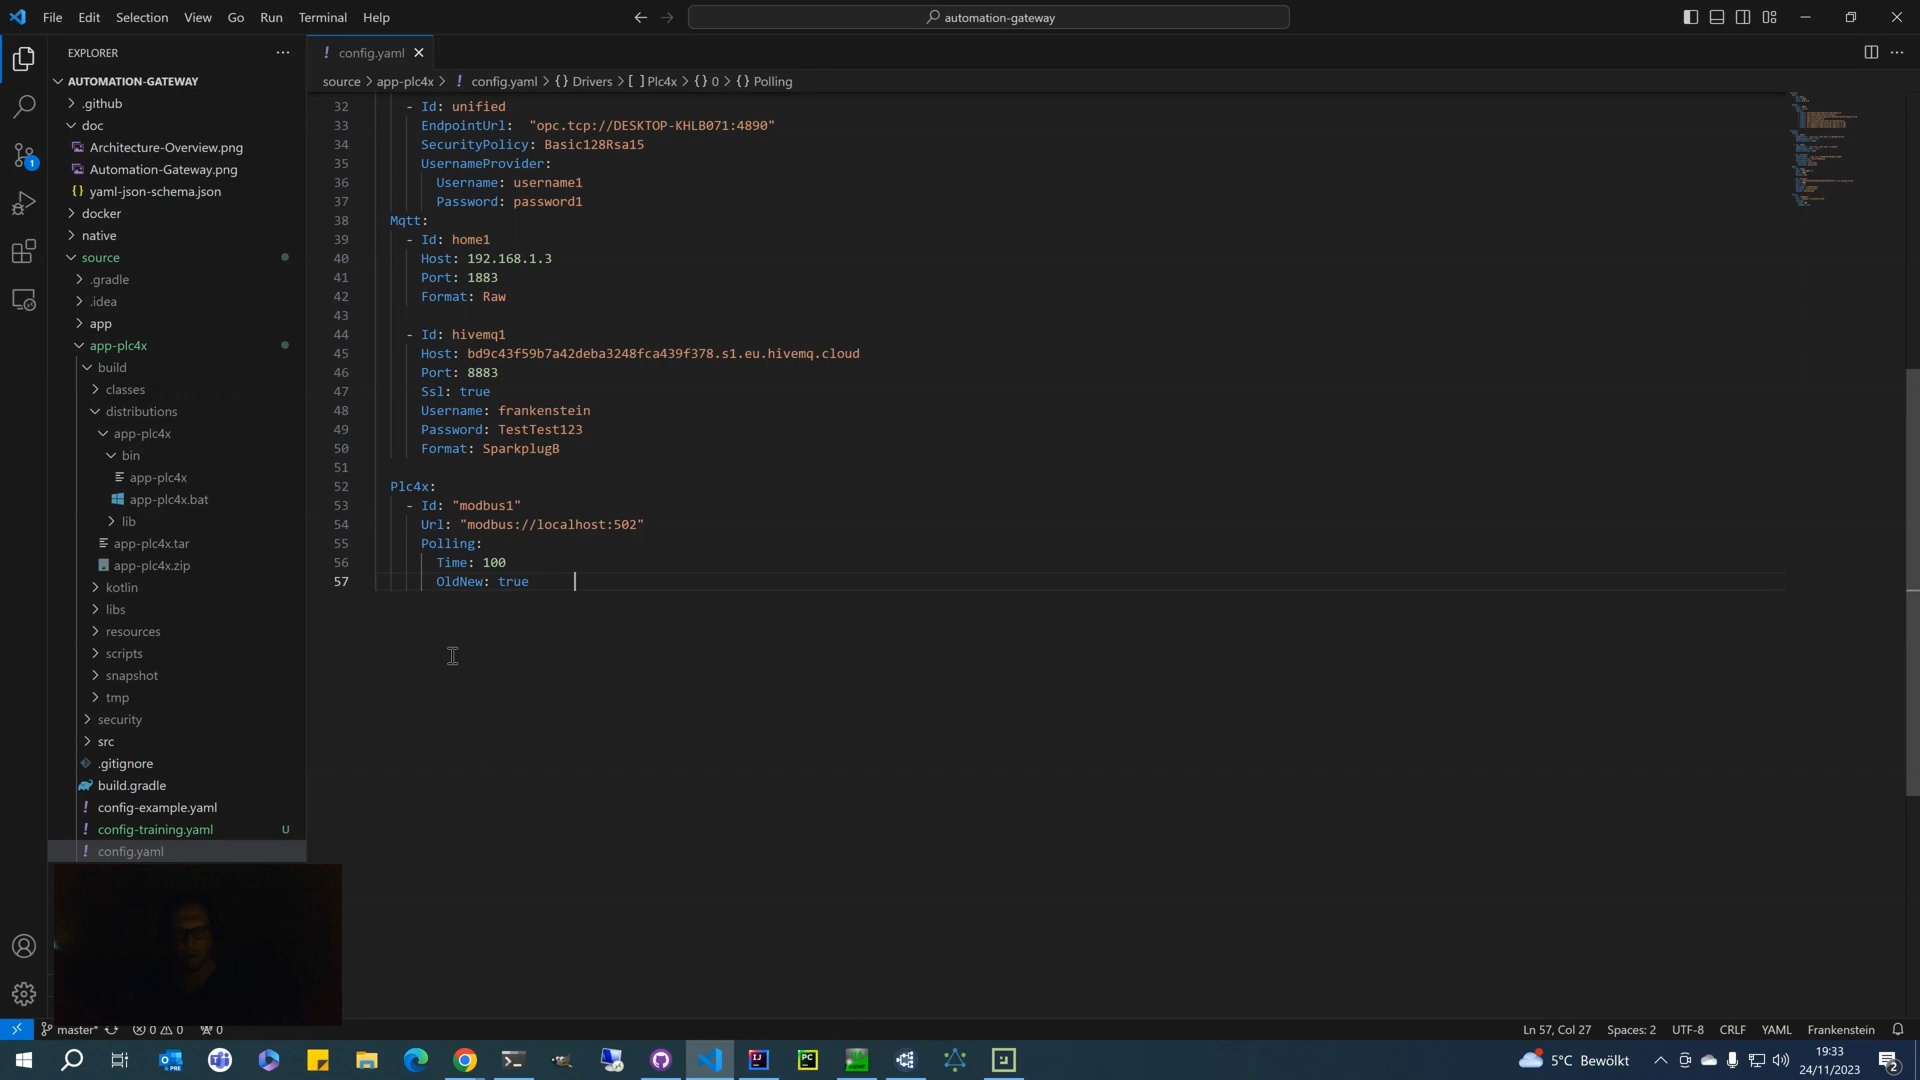 File Edit Selection View Go Run Terminal Help
automation-gateway
EXPLORER
config.yaml
AUTOMATION-GATEWAY
.github
doc
Architecture-Overview.png
Automation-Gateway.png
yaml-json-schema.json
docker
native
source
.gradle
.idea
app
app-plc4x
build
classes
distributions
app-plc4x
bin
app-plc4x
app-plc4x.bat
lib
app-plc4x.tar
app-plc4x.zip
kotlin
libs
resources
scripts
snapshot
tmp
security
src
.gitignore
build.gradle
config-example.yaml
config-training.yaml U
config.yaml
source > app-plc4x > ! config.yaml > {} Drivers > [ ] Plc4x > {} 0 > {} Polling
32 - Id: unified
33 EndpointUrl: "opc.tcp://DESKTOP-KHLB071:4890"
34 SecurityPolicy: Basic128Rsa15
35 UsernameProvider:
36 Username: username1
37 Password: password1
38 Mqtt:
39 - Id: home1
40 Host: 192.168.1.3
41 Port: 1883
42 Format: Raw
43
44 - Id: hivemq1
45 Host: bd9c43f59b7a42deba3248fca439f378.s1.eu.hivemq.cloud
46 Port: 8883
47 Ssl: true
48 Username: frankenstein
49 Password: TestTest123
50 Format: SparkplugB
51
52 Plc4x:
53 - Id: "modbus1"
54 Url: "modbus://localhost:502"
55 Polling:
56 Time: 100
57 OldNew: true
1
master* 0 0 0
Ln 57, Col 27 Spaces: 2 UTF-8 CRLF YAML Frankenstein
5°C Bewölkt
19:33
24/11/2023
2